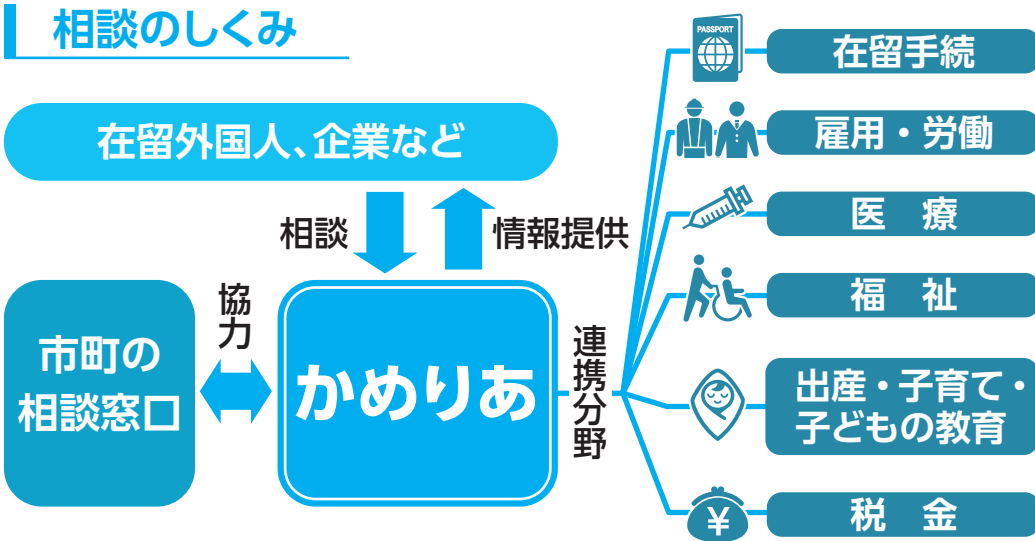 相談のしくみ
在留外国人、企業など
相談
情報提供
市町の
相談窓口
協力
かめりあ
連携分野
PASSPORT
在留手続
雇用・労働
医　療
福　祉
出産・子育て・
子どもの教育
¥
税　金